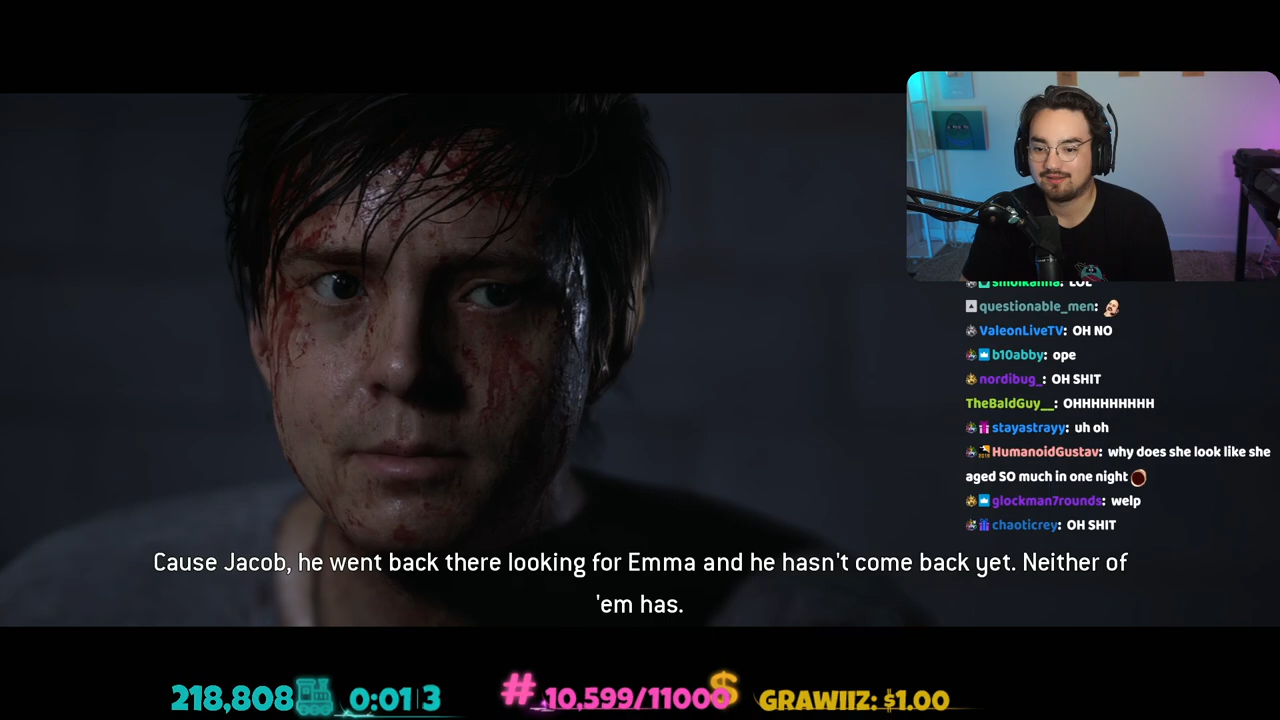 smolkanna: LOL
questionable_men:
ValeonLiveTV: OH NO
b10abby: ope
nordibug_: OH SHIT
TheBaldGuy__: OHHHHHHHHH
stayastrayy: uh oh
HumanoidGustav: why does she look like she
aged SO much in one night
glockman7rounds: welp
chaoticrey: OH SHIT
Cause Jacob, he went back there looking for Emma and he hasn't come back yet. Neither of
'em has.
218,808 0:01 3 # 10,599/11000 $ GRAWIIZ: $1.00